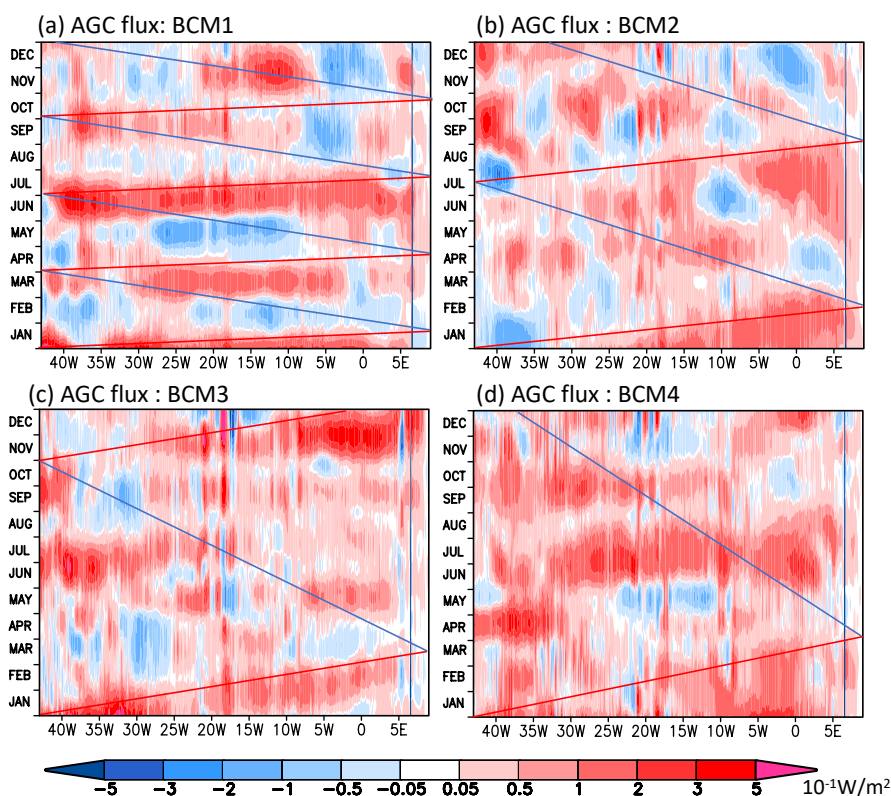 (a) AGC flux: BCM1
DEC
NOV
OCT
SEP
AUG
JUL
JUN
MAY
APR
MAR
FEB
JAN
40W 35W 30W 25W 20W 15W 10W 5W 0 5E
(b) AGC flux : BCM2
DEC
NOV
OCT
SEP
AUG
JUL
JUN
MAY
APR
MAR
FEB
JAN
40W 35W 30W 25W 20W 15W 10W 5W 0 5E
(c) AGC flux : BCM3
DEC
NOV
OCT
SEP
AUG
JUL
JUN
MAY
APR
MAR
FEB
JAN
40W 35W 30W 25W 20W 15W 10W 5W 0 5E
(d) AGC flux : BCM4
DEC
NOV
OCT
SEP
AUG
JUL
JUN
MAY
APR
MAR
FEB
JAN
40W 35W 30W 25W 20W 15W 10W 5W 0 5E
-5 -3 -2 -1 -0.5 -0.05 0.05 0.5 1 2 3 5 10⁻¹W/m²